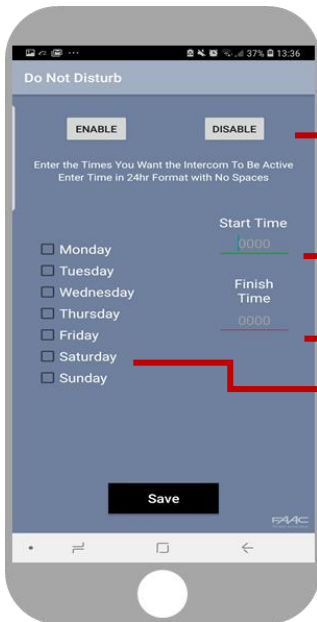 37% 13:36
Do Not Disturb
ENABLE DISABLE
Enter the Times You Want the Intercom To Be Active
Enter Time in 24hr Format with No Spaces
Start Time
0000
Monday
Tuesday
Wednesday
Thursday
Friday
Saturday
Sunday
Finish
Time
0000
Save
FAAC